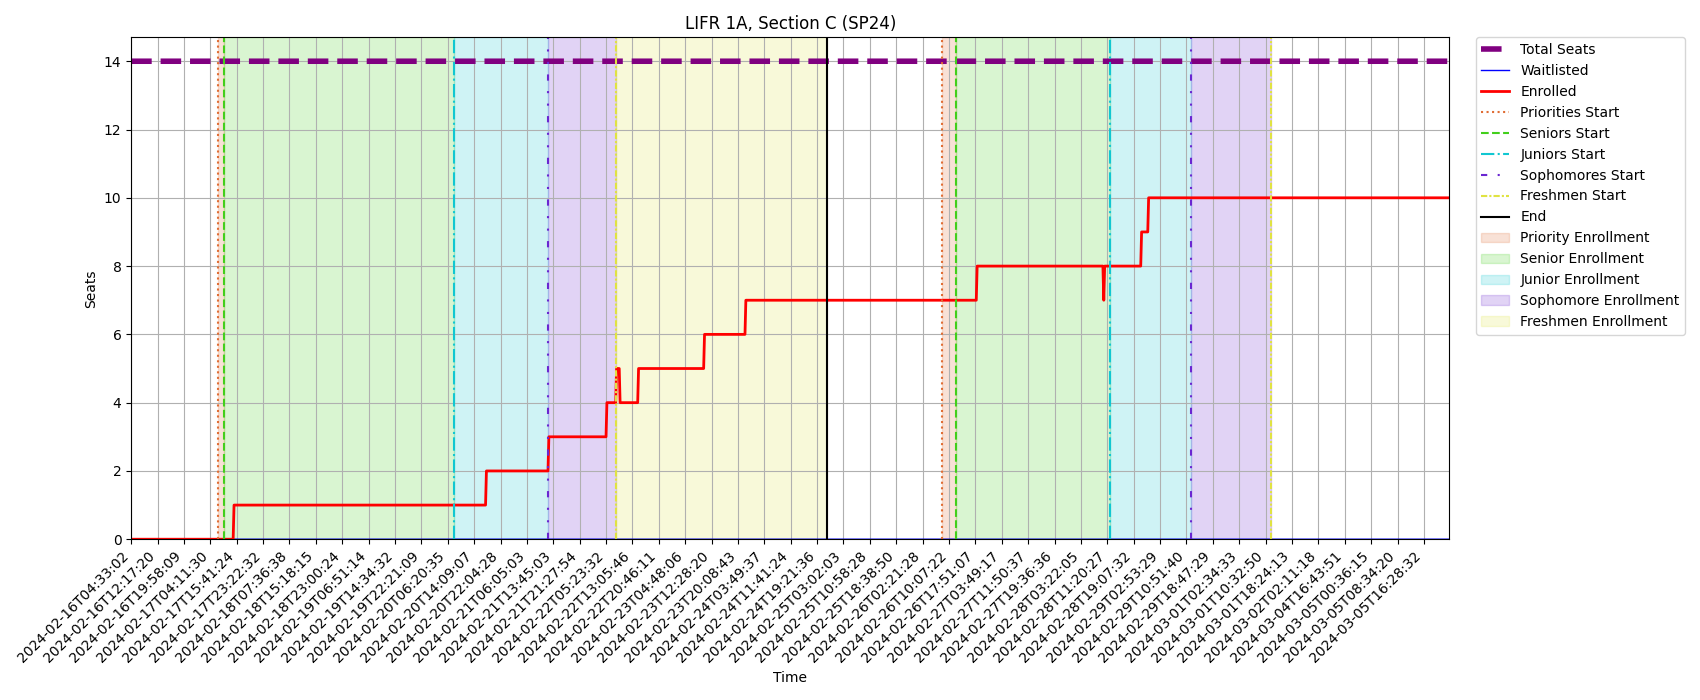 LIFR 1A, Section C (SP24)
Seats
14
12
10
8
6
4
2
0
2024-02-16T04:33:02
2024-02-16T12:17:20
2024-02-16T19:58:09
2024-02-17T04:11:30
2024-02-17T15:41:24
2024-02-17T23:22:32
2024-02-18T07:36:38
2024-02-18T15:18:15
2024-02-18T23:00:24
2024-02-19T06:51:14
2024-02-19T14:34:32
2024-02-19T22:21:09
2024-02-20T06:20:35
2024-02-20T14:09:07
2024-02-20T22:04:28
2024-02-21T06:05:03
2024-02-21T13:45:03
2024-02-21T21:27:54
2024-02-22T05:23:32
2024-02-22T13:05:46
2024-02-22T20:46:11
2024-02-23T04:48:06
2024-02-23T12:28:20
2024-02-23T20:08:43
2024-02-24T03:49:37
2024-02-24T11:41:24
2024-02-24T19:21:36
2024-02-25T03:02:03
2024-02-25T10:58:28
2024-02-25T18:38:50
2024-02-26T02:21:28
2024-02-26T10:07:22
2024-02-26T17:51:07
2024-02-27T03:49:17
2024-02-27T11:50:37
2024-02-27T19:36:36
2024-02-28T03:22:05
2024-02-28T11:20:27
2024-02-28T19:07:32
2024-02-29T02:53:29
2024-02-29T10:51:40
2024-02-29T18:47:29
2024-03-01T02:34:33
2024-03-01T10:32:50
2024-03-01T18:24:13
2024-03-02T02:11:18
2024-03-04T16:43:51
2024-03-05T00:36:15
2024-03-05T08:34:20
2024-03-05T16:28:32
Time
Total Seats
Waitlisted
Enrolled
Priorities Start
Seniors Start
Juniors Start
Sophomores Start
Freshmen Start
End
Priority Enrollment
Senior Enrollment
Junior Enrollment
Sophomore Enrollment
Freshmen Enrollment